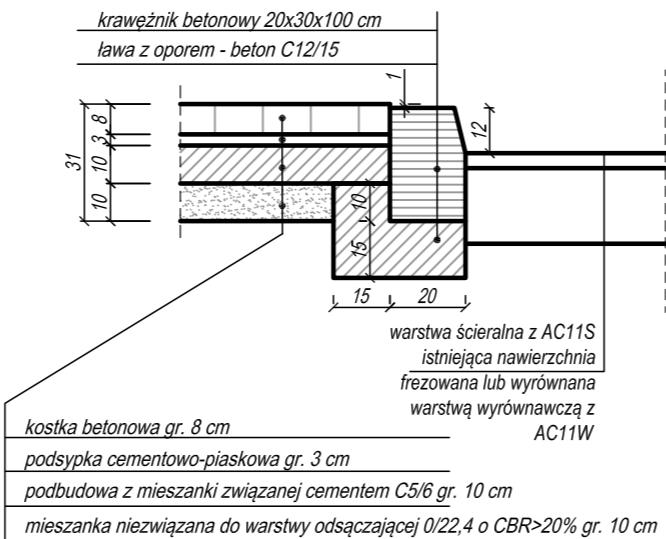 krawężnik betonowy 20x30x100 cm
ława z oporem - beton C12/15
1
8
3
31
10
10
12
10
15
15
20
warstwa ścieralna z AC11S
istniejąca nawierzchnia
frezowana lub wyrównana
warstwą wyrównawczą z
AC11W
kostka betonowa gr. 8 cm
podsypka cementowo-piaskowa gr. 3 cm
podbudowa z mieszanki związanej cementem C5/6 gr. 10 cm
mieszanka niezwiązana do warstwy odsączającej 0/22,4 o CBR>20% gr. 10 cm